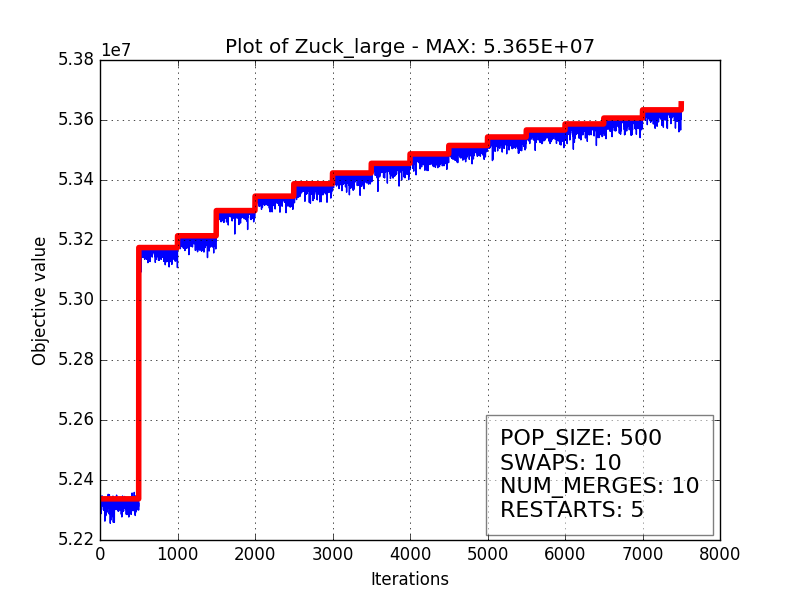 Plot of Zuck_large - MAX: 5.365E+07
1e7
5.38
5.36
5.34
5.32
5.30
5.28
5.26
5.24
5.22
Objective value
POP_SIZE: 500
SWAPS: 10
NUM_MERGES: 10
RESTARTS: 5
0 1000 2000 3000 4000 5000 6000 7000 8000
Iterations